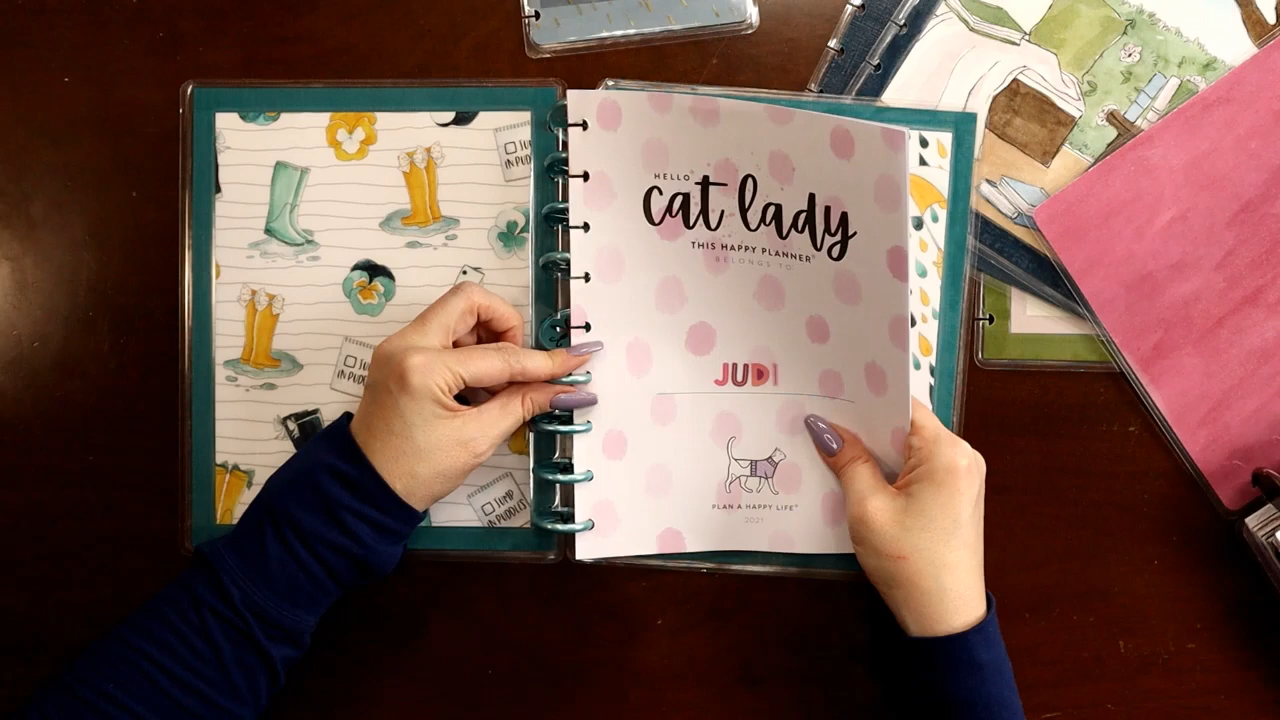 HELLO
cat lady
THIS HAPPY PLANNER®
BELONGS TO
JUDI
PLAN A HAPPY LIFE®
2021
JUMP
IN PUDDLES